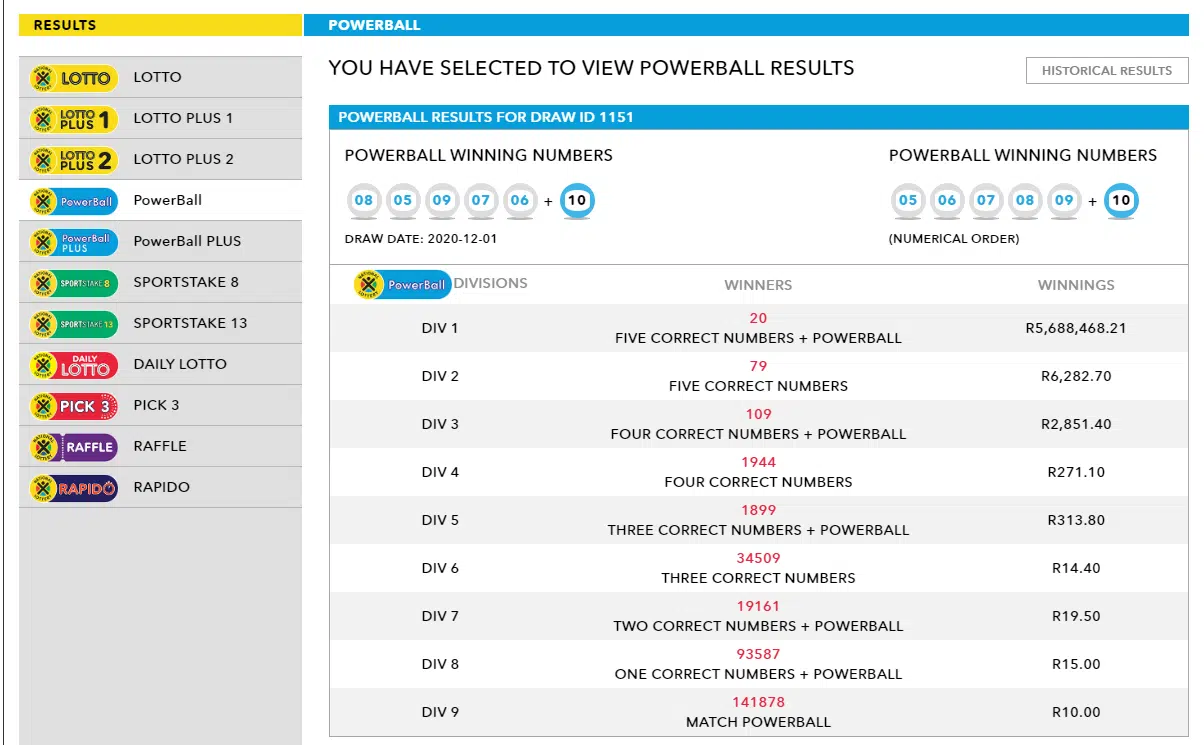 RESULTS
POWERBALL
LOTTO LOTTO
LOTTO PLUS 1 LOTTO PLUS 1
LOTTO PLUS 2 LOTTO PLUS 2
PowerBall PowerBall
PowerBall PLUS PowerBall PLUS
SPORTSTAKE 8 SPORTSTAKE 8
SPORTSTAKE 13 SPORTSTAKE 13
DAILY LOTTO DAILY LOTTO
PICK 3 PICK 3
RAFFLE RAFFLE
RAPIDO RAPIDO
YOU HAVE SELECTED TO VIEW POWERBALL RESULTS
HISTORICAL RESULTS
POWERBALL RESULTS FOR DRAW ID 1151
POWERBALL WINNING NUMBERS
08 05 09 07 06 + 10
DRAW DATE: 2020-12-01
POWERBALL WINNING NUMBERS
05 06 07 08 09 + 10
(NUMERICAL ORDER)
PowerBall DIVISIONS WINNERS WINNINGS
DIV 1 20 R5,688,468.21
FIVE CORRECT NUMBERS + POWERBALL
DIV 2 79 R6,282.70
FIVE CORRECT NUMBERS
DIV 3 109 R2,851.40
FOUR CORRECT NUMBERS + POWERBALL
DIV 4 1944 R271.10
FOUR CORRECT NUMBERS
DIV 5 1899 R313.80
THREE CORRECT NUMBERS + POWERBALL
DIV 6 34509 R14.40
THREE CORRECT NUMBERS
DIV 7 19161 R19.50
TWO CORRECT NUMBERS + POWERBALL
DIV 8 93587 R15.00
ONE CORRECT NUMBERS + POWERBALL
DIV 9 141878 R10.00
MATCH POWERBALL